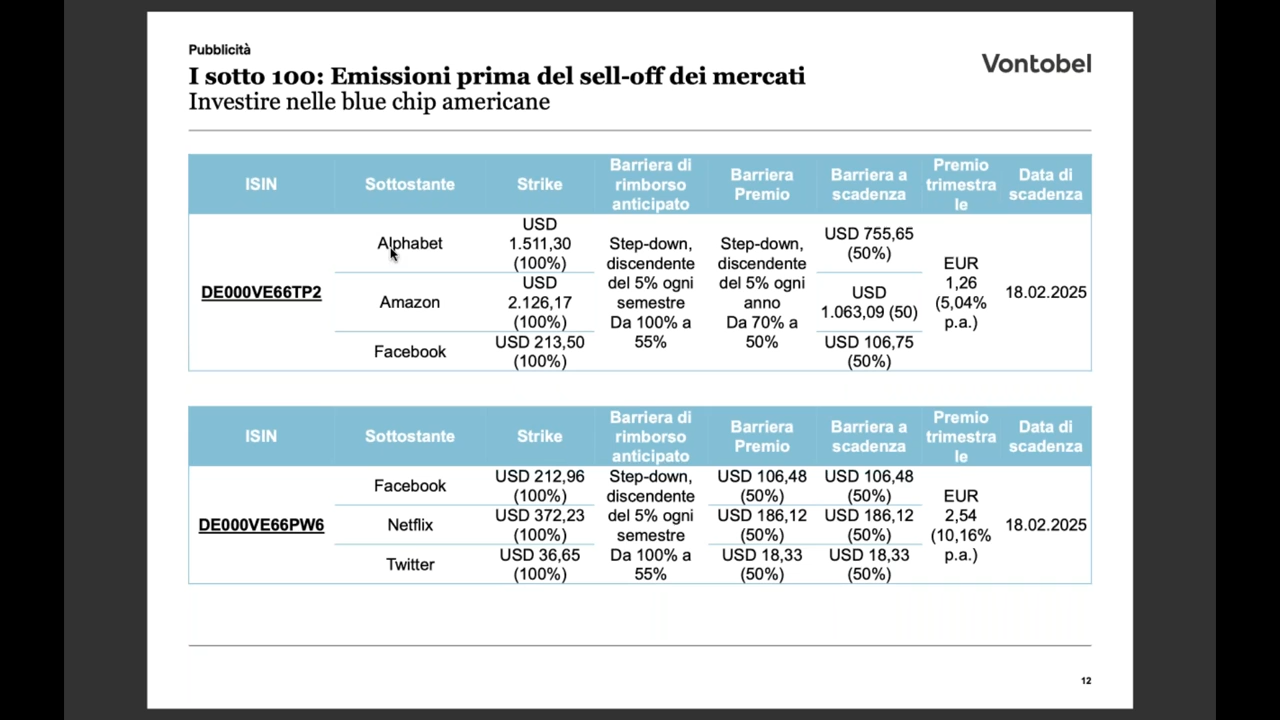 Pubblicità
Vontobel
I sotto 100: Emissioni prima del sell-off dei mercati
Investire nelle blue chip americane
ISIN
Sottostante
Strike
Barriera di
rimborso
anticipato
Barriera
Premio
Barriera a
scadenza
Premio
trimestra
le
Data di
scadenza
DE000VE66TP2
Alphabet
USD
1.511,30
(100%)
Amazon
USD
2.126,17
(100%)
Facebook
USD 213,50
(100%)
Step-down,
discendente
del 5% ogni
semestre
Da 100% a
55%
Step-down,
discendente
del 5% ogni
anno
Da 70% a
50%
USD 755,65
(50%)
USD
1.063,09 (50)
USD 106,75
(50%)
EUR
1,26
(5,04%
p.a.)
18.02.2025
ISIN
Sottostante
Strike
Barriera di
rimborso
anticipato
Barriera
Premio
Barriera a
scadenza
Premio
trimestra
le
Data di
scadenza
DE000VE66PW6
Facebook
USD 212,96
(100%)
Netflix
USD 372,23
(100%)
Twitter
USD 36,65
(100%)
Step-down,
discendente
del 5% ogni
semestre
Da 100% a
55%
USD 106,48
(50%)
USD 186,12
(50%)
USD 18,33
(50%)
USD 106,48
(50%)
USD 186,12
(50%)
USD 18,33
(50%)
EUR
2,54
(10,16%
p.a.)
18.02.2025
12